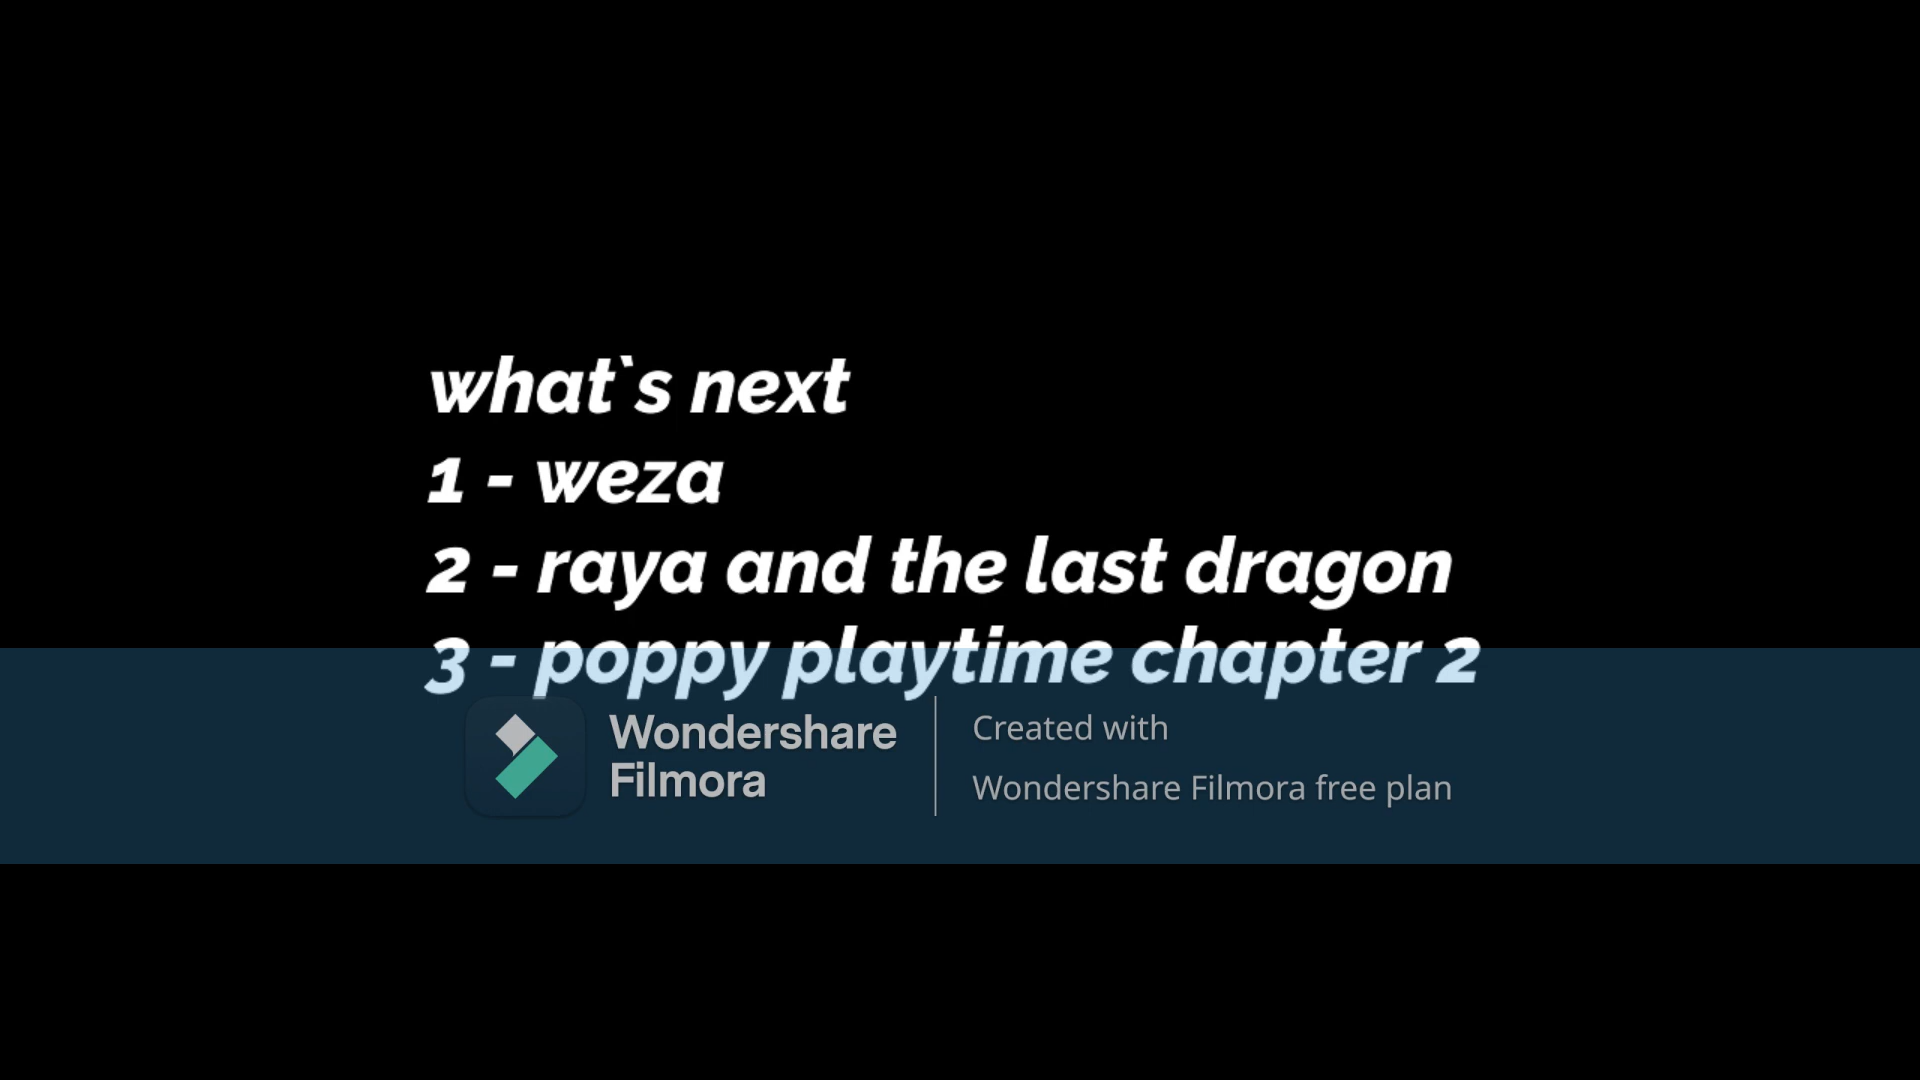 what`s next
1 - weza
2 - raya and the last dragon
3 - poppy playtime chapter 2
Wondershare
Filmora
Created with
Wondershare Filmora free plan